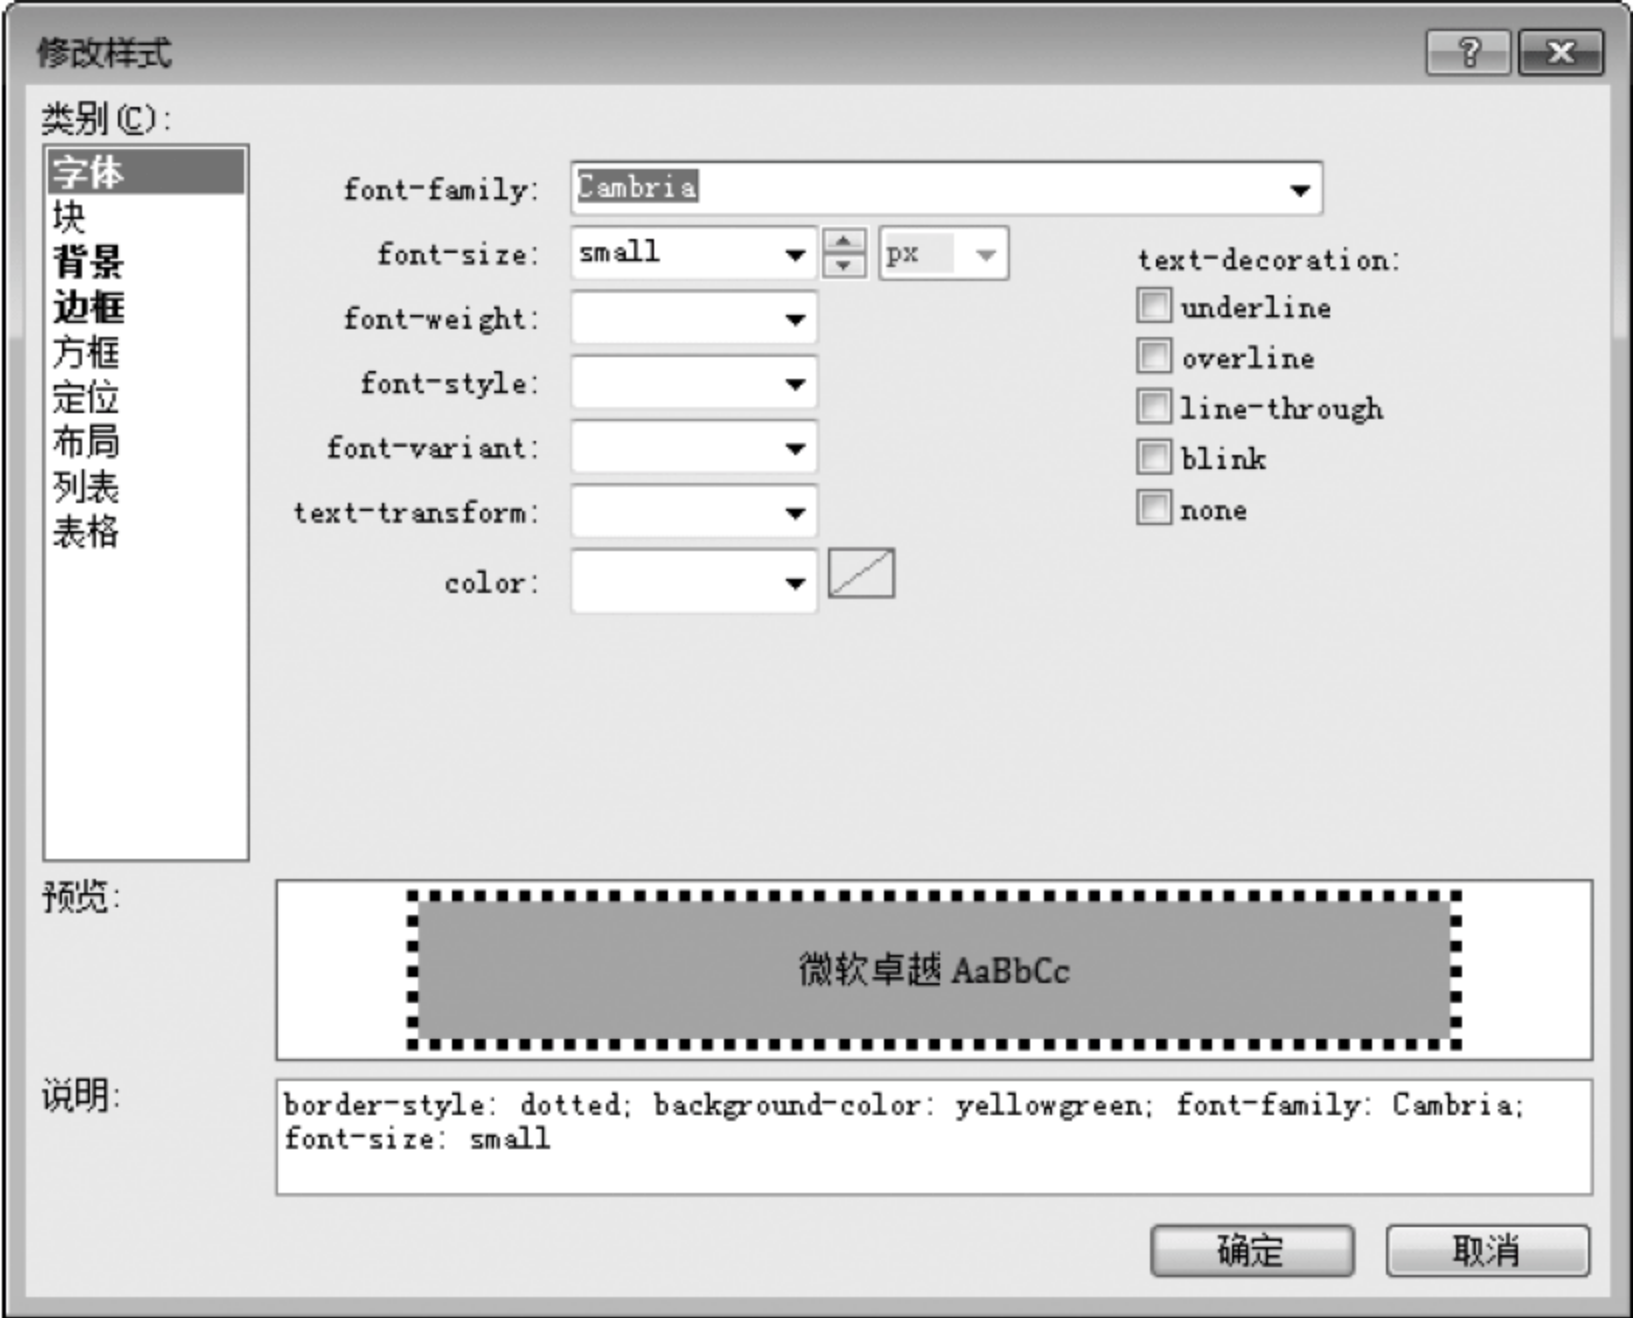 修改样式
类别(C):
字体
块
背景
边框
方框
定位
布局
列表
表格
font-family: Cambria
font-size: small px
font-weight:
font-style:
font-variant:
text-transform:
color:
text-decoration:
underline
overline
line-through
blink
none
预览:
微软卓越 AaBbCc
说明:
border-style: dotted; background-color: yellowgreen; font-family: Cambria;
font-size: small
确定 取消